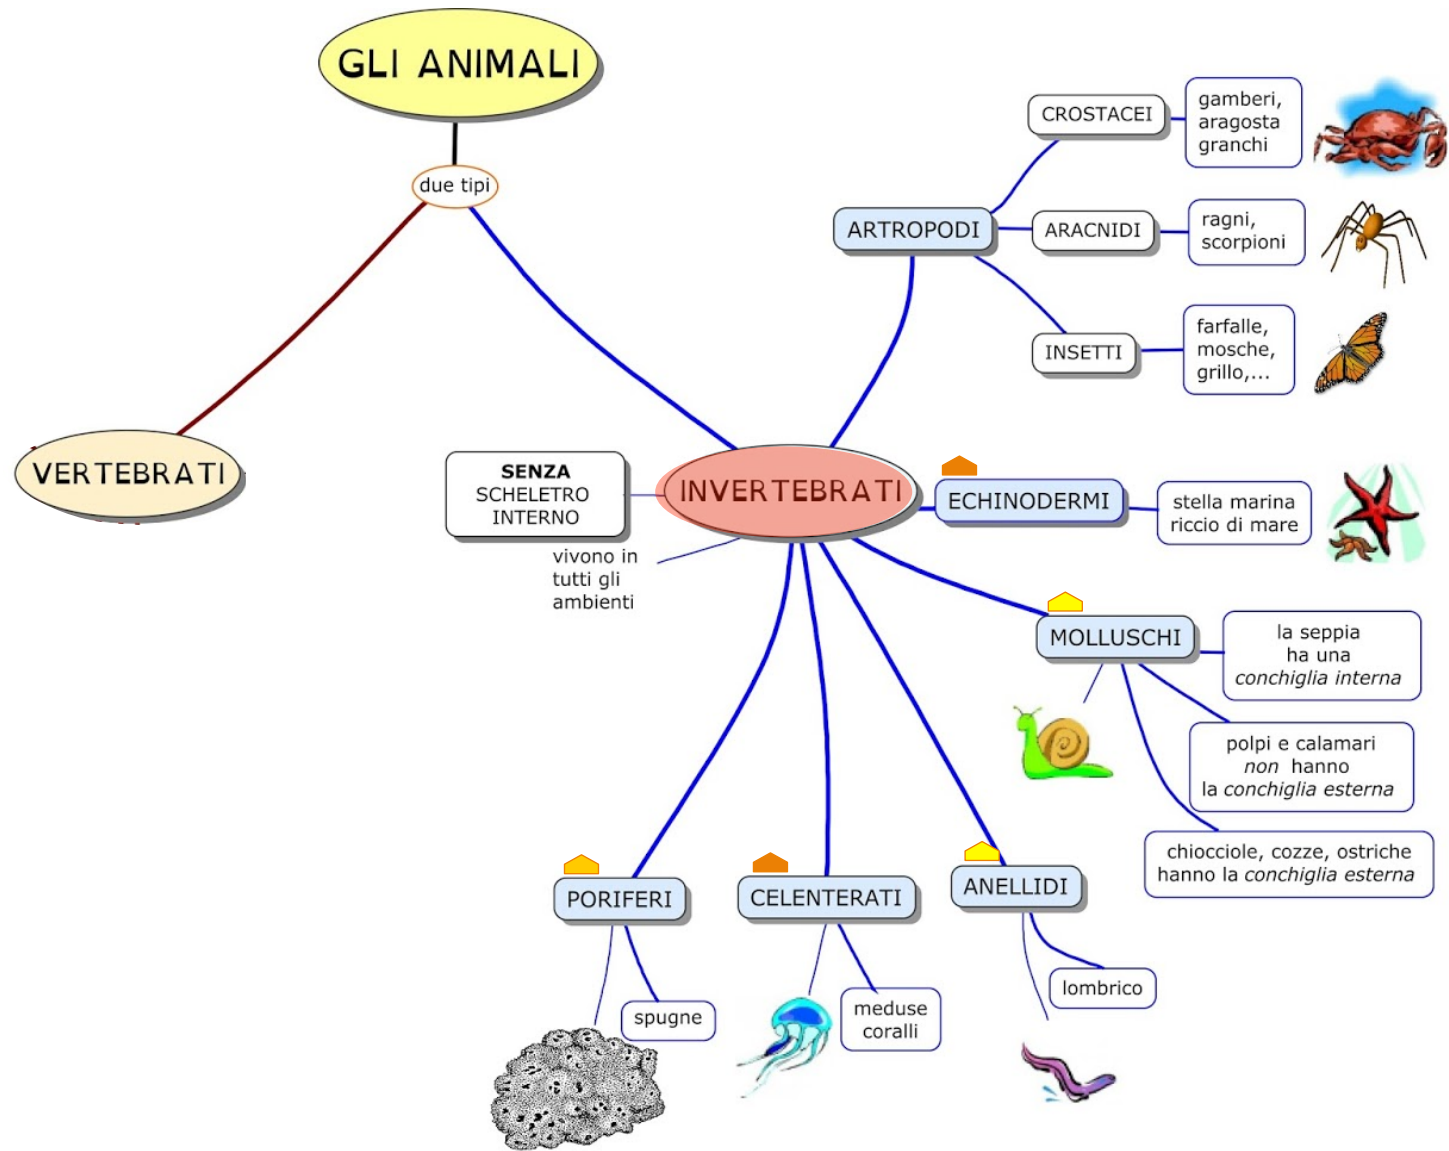 GLI ANIMALI
due tipi
VERTEBRATI
INVERTEBRATI
SENZA
SCHELETRO
INTERNO
vivono in
tutti gli
ambienti
ARTROPODI
CROSTACEI
gamberi,
aragosta
granchi
ARACNIDI
ragni,
scorpioni
INSETTI
farfalle,
mosche,
grillo,...
ECHINODERMI
stella marina
riccio di mare
MOLLUSCHI
la seppia
ha una
conchiglia interna
polpi e calamari
non hanno
la conchiglia esterna
chiocciole, cozze, ostriche
hanno la conchiglia esterna
ANELLIDI
lombrico
CELENTERATI
meduse
coralli
PORIFERI
spugne